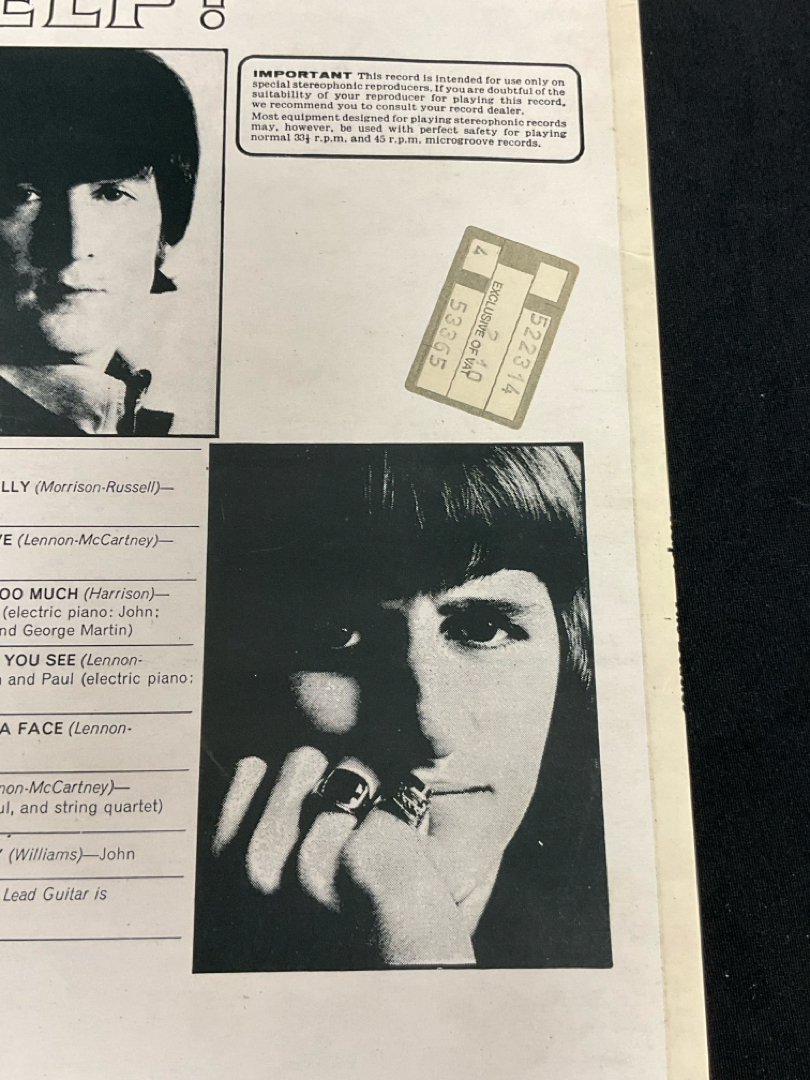 ELP!
IMPORTANT This record is intended for use only on
special stereophonic reproducers. If you are doubtful of the
suitability of your reproducer for playing this record,
we recommend you to consult your record dealer.
Most equipment designed for playing stereophonic records
may, however, be used with perfect safety for playing
normal 33⅓ r.p.m. and 45 r.p.m. microgroove records.
522314
2 10
EXCLUSIVE OF VAT
4
53365
LLY (Morrison-Russell)—
VE (Lennon-McCartney)—
OO MUCH (Harrison)—
(electric piano: John;
nd George Martin)
YOU SEE (Lennon-
n and Paul (electric piano:
A FACE (Lennon-
non-McCartney)—
ul, and string quartet)
Y (Williams)—John
Lead Guitar is